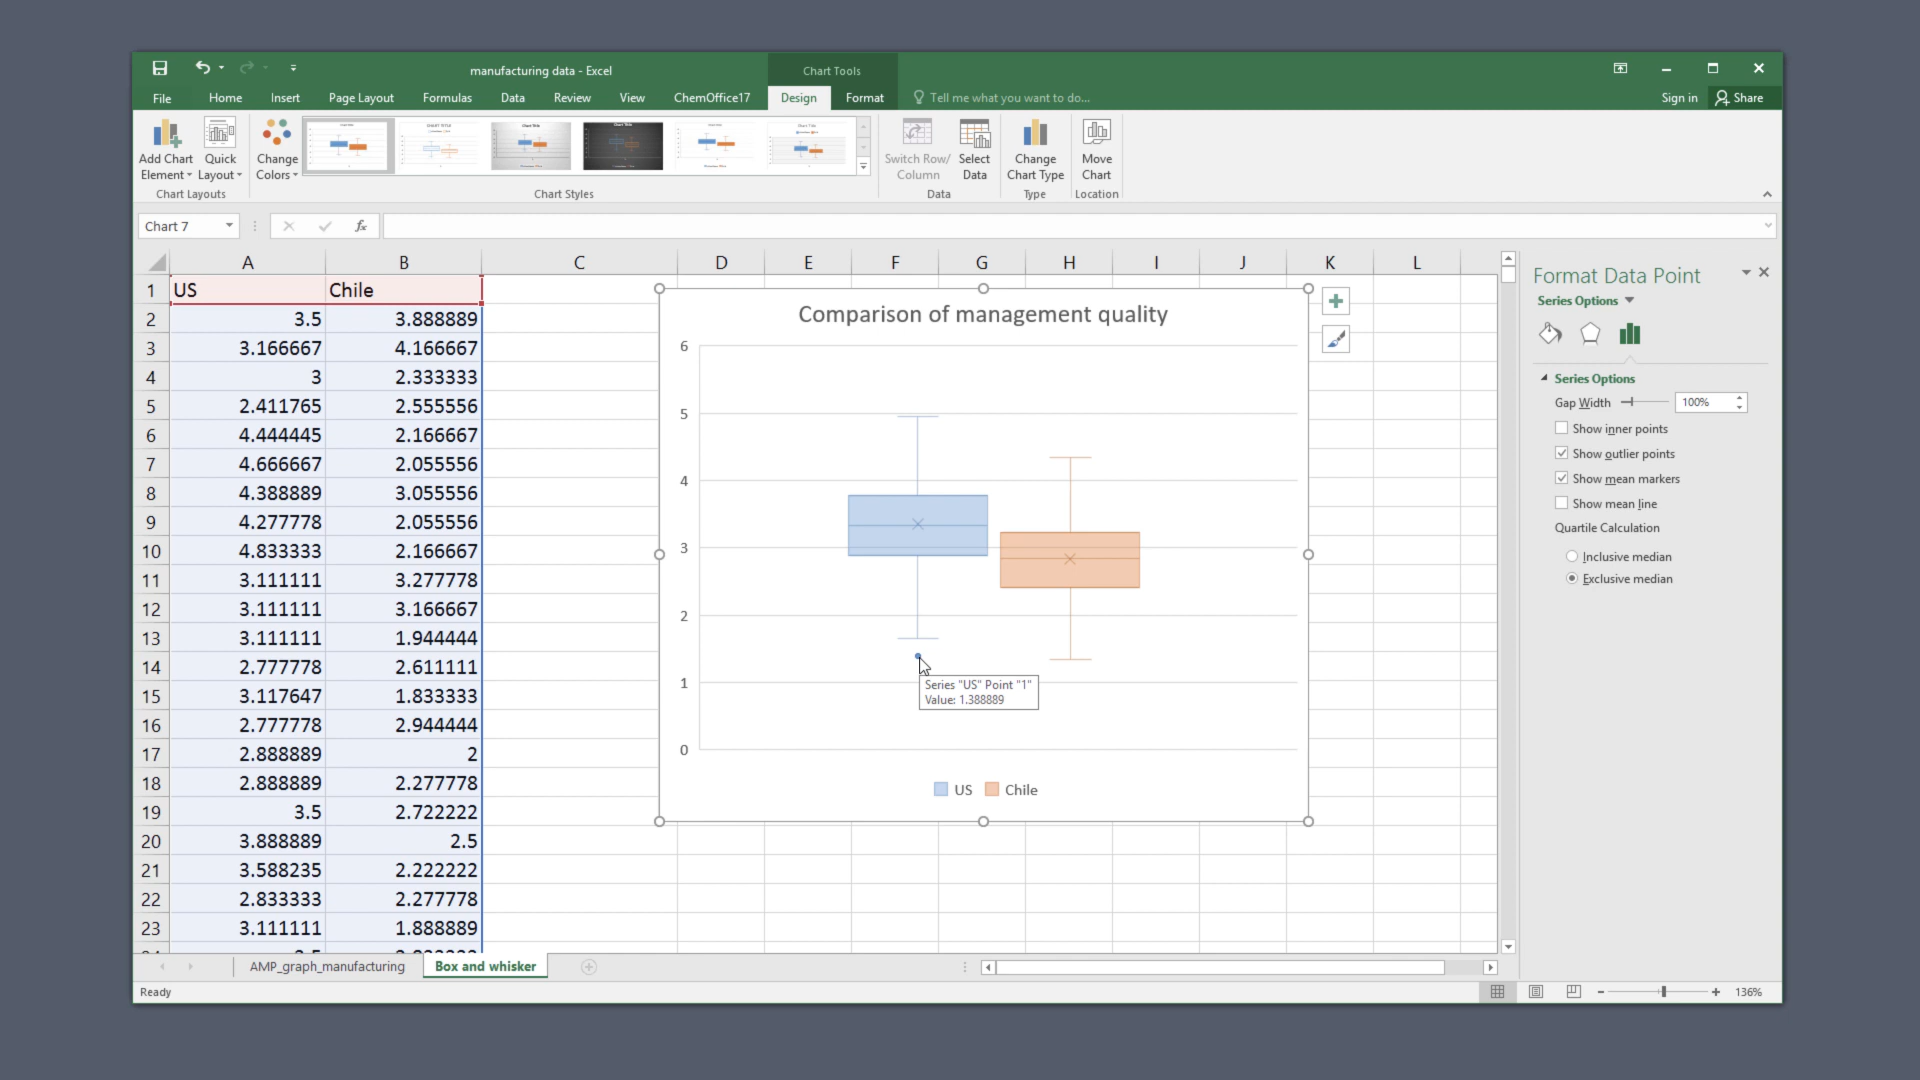 manufacturing data - Excel
Chart Tools
File Home Insert Page Layout Formulas Data Review View ChemOffice17 Design Format Tell me what you want to do... Sign in Share
Add Chart Element
Quick Layout
Chart Layouts
Change Colors
Chart Styles
Switch Row/ Column
Select Data
Data
Change Chart Type
Type
Move Chart
Location
Chart 7
fx
A B C D E F G H I J K L
1 US Chile
2 3.5 3.888889
3 3.166667 4.166667
4 3 2.333333
5 2.411765 2.555556
6 4.444445 2.166667
7 4.666667 2.055556
8 4.388889 3.055556
9 4.277778 2.055556
10 4.833333 2.166667
11 3.111111 3.277778
12 3.111111 3.166667
13 3.111111 1.944444
14 2.777778 2.611111
15 3.117647 1.833333
16 2.777778 2.944444
17 2.888889 2
18 2.888889 2.277778
19 3.5 2.722222
20 3.888889 2.5
21 3.588235 2.222222
22 2.833333 2.277778
23 3.111111 1.888889
Comparison of management quality
6
5
4
3
2
1
0
Series "US" Point "1"
Value: 1.388889
US Chile
Format Data Point
Series Options
Series Options
Gap Width 100%
Show inner points
Show outlier points
Show mean markers
Show mean line
Quartile Calculation
Inclusive median
Exclusive median
AMP_graph_manufacturing Box and whisker
Ready
136%